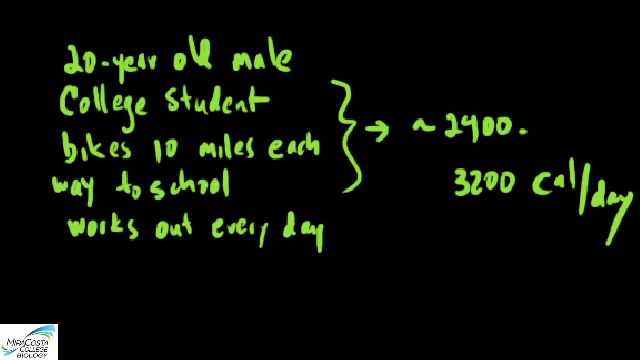 20-year old male
College student
bikes 10 miles each
way to school
works out every day
→ ~2400-
3200 Cal/day
MIRACOSTA
COLLEGE
BIOLOGY